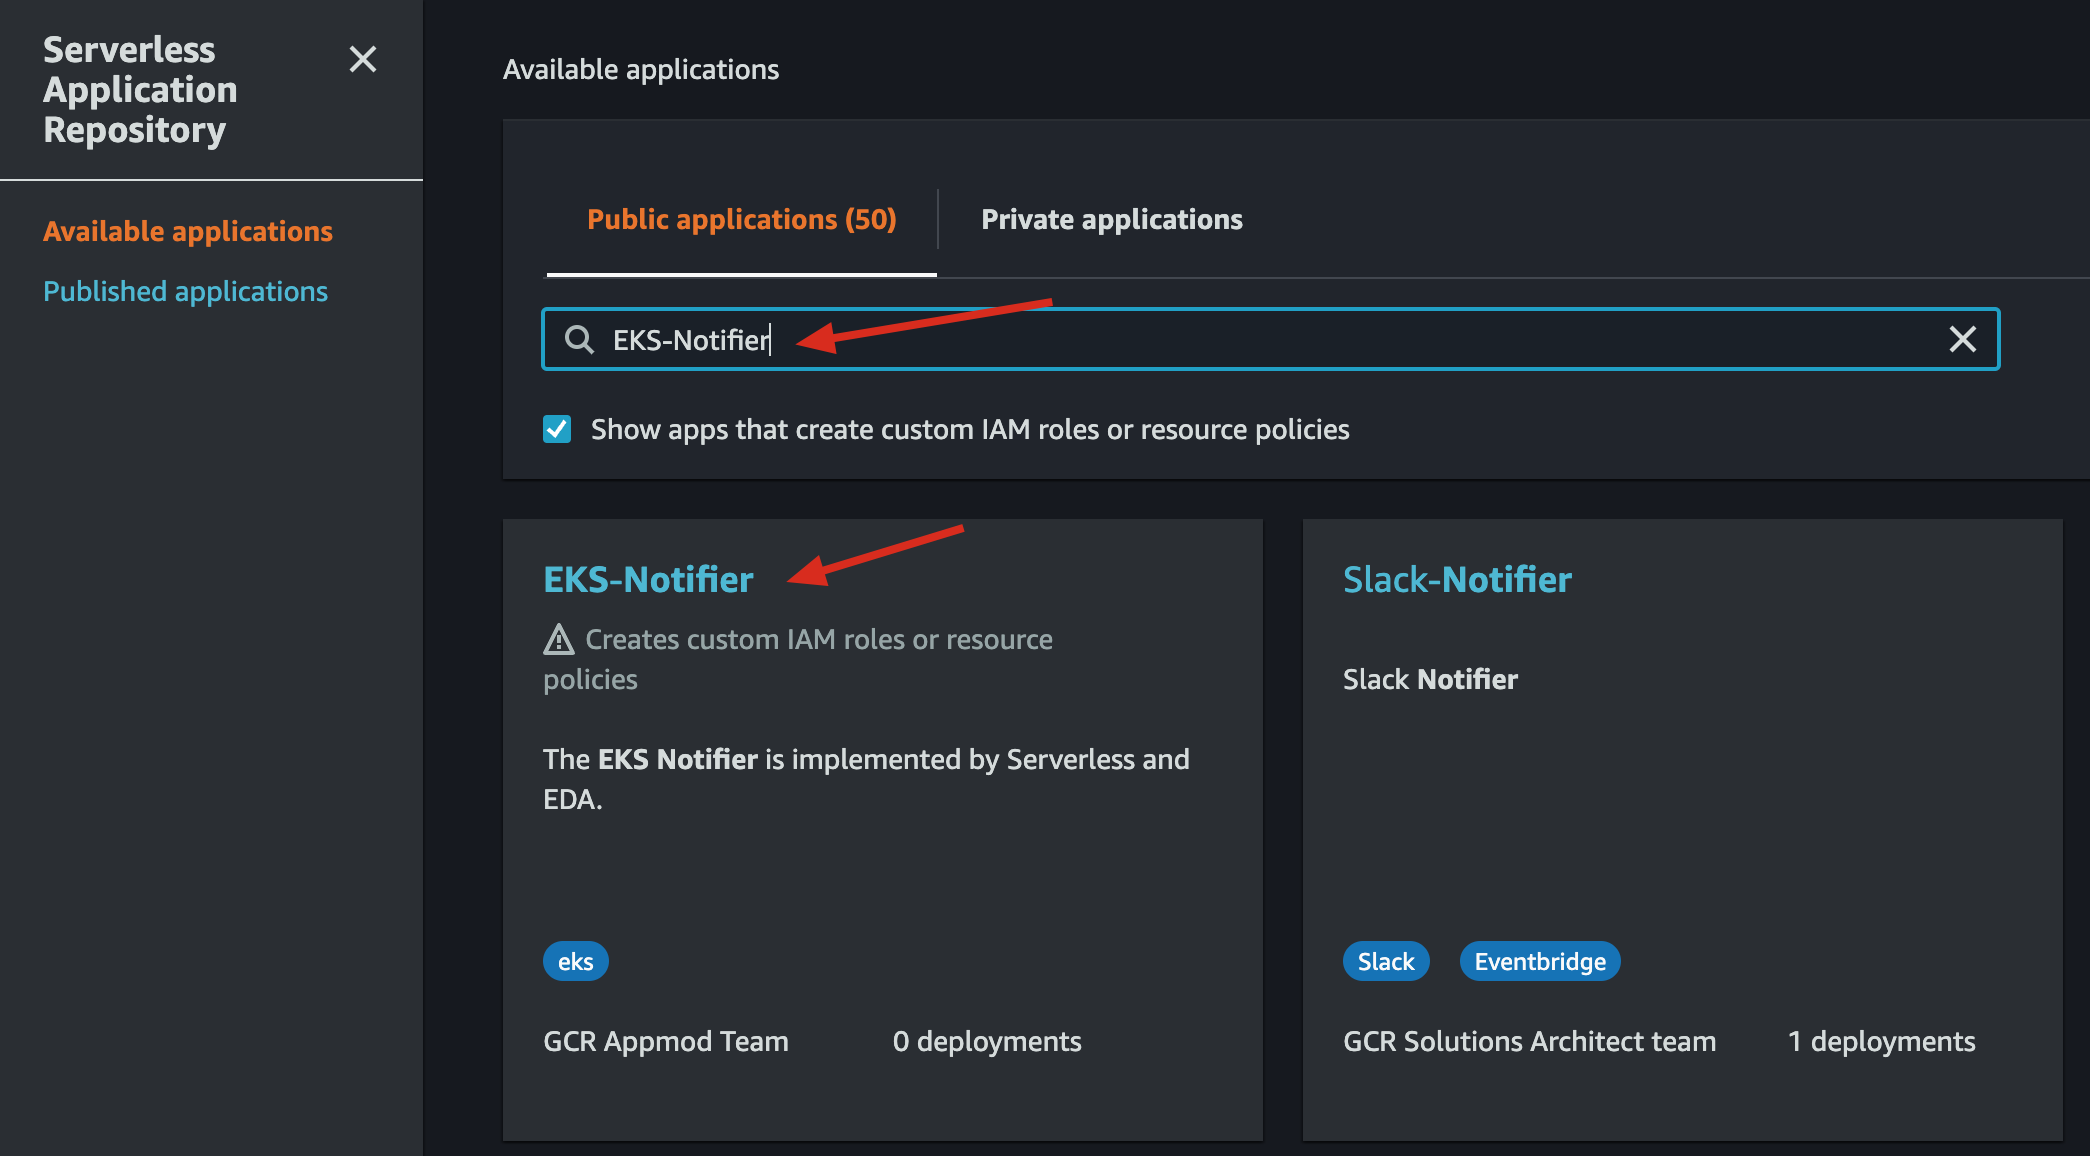 Serverless
Application
Repository
Available applications
Published applications
Available applications
Public applications (50)
Private applications
EKS-Notifier
Show apps that create custom IAM roles or resource policies
EKS-Notifier
Creates custom IAM roles or resource
policies
The EKS Notifier is implemented by Serverless and
EDA.
eks
GCR Appmod Team
0 deployments
Slack-Notifier
Slack Notifier
Slack
Eventbridge
GCR Solutions Architect team
1 deployments